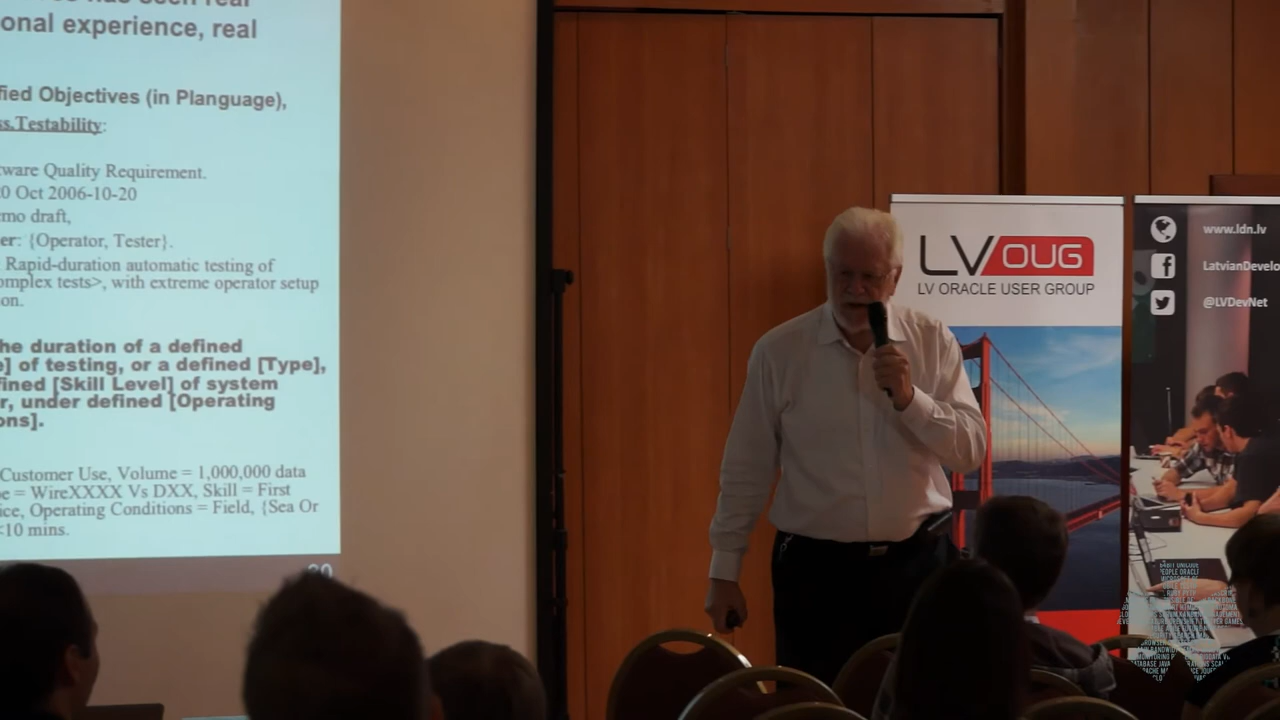 onal experience, real
fied Objectives (in Planguage),
ss.Testability:
tware Quality Requirement.
0 Oct 2006-10-20
mo draft,
er: {Operator, Tester}.
Rapid-duration automatic testing of
omplex tests>, with extreme operator setup
on.
he duration of a defined
e] of testing, or a defined [Type],
fined [Skill Level] of system
r, under defined [Operating
ons].
Customer Use, Volume = 1,000,000 data
e = WireXXXX Vs DXX, Skill = First
ice, Operating Conditions = Field, {Sea Or
<10 mins.
LVOUG
LV ORACLE USER GROUP
www.ldn.lv
LatvianDevelo
@LVDevNet